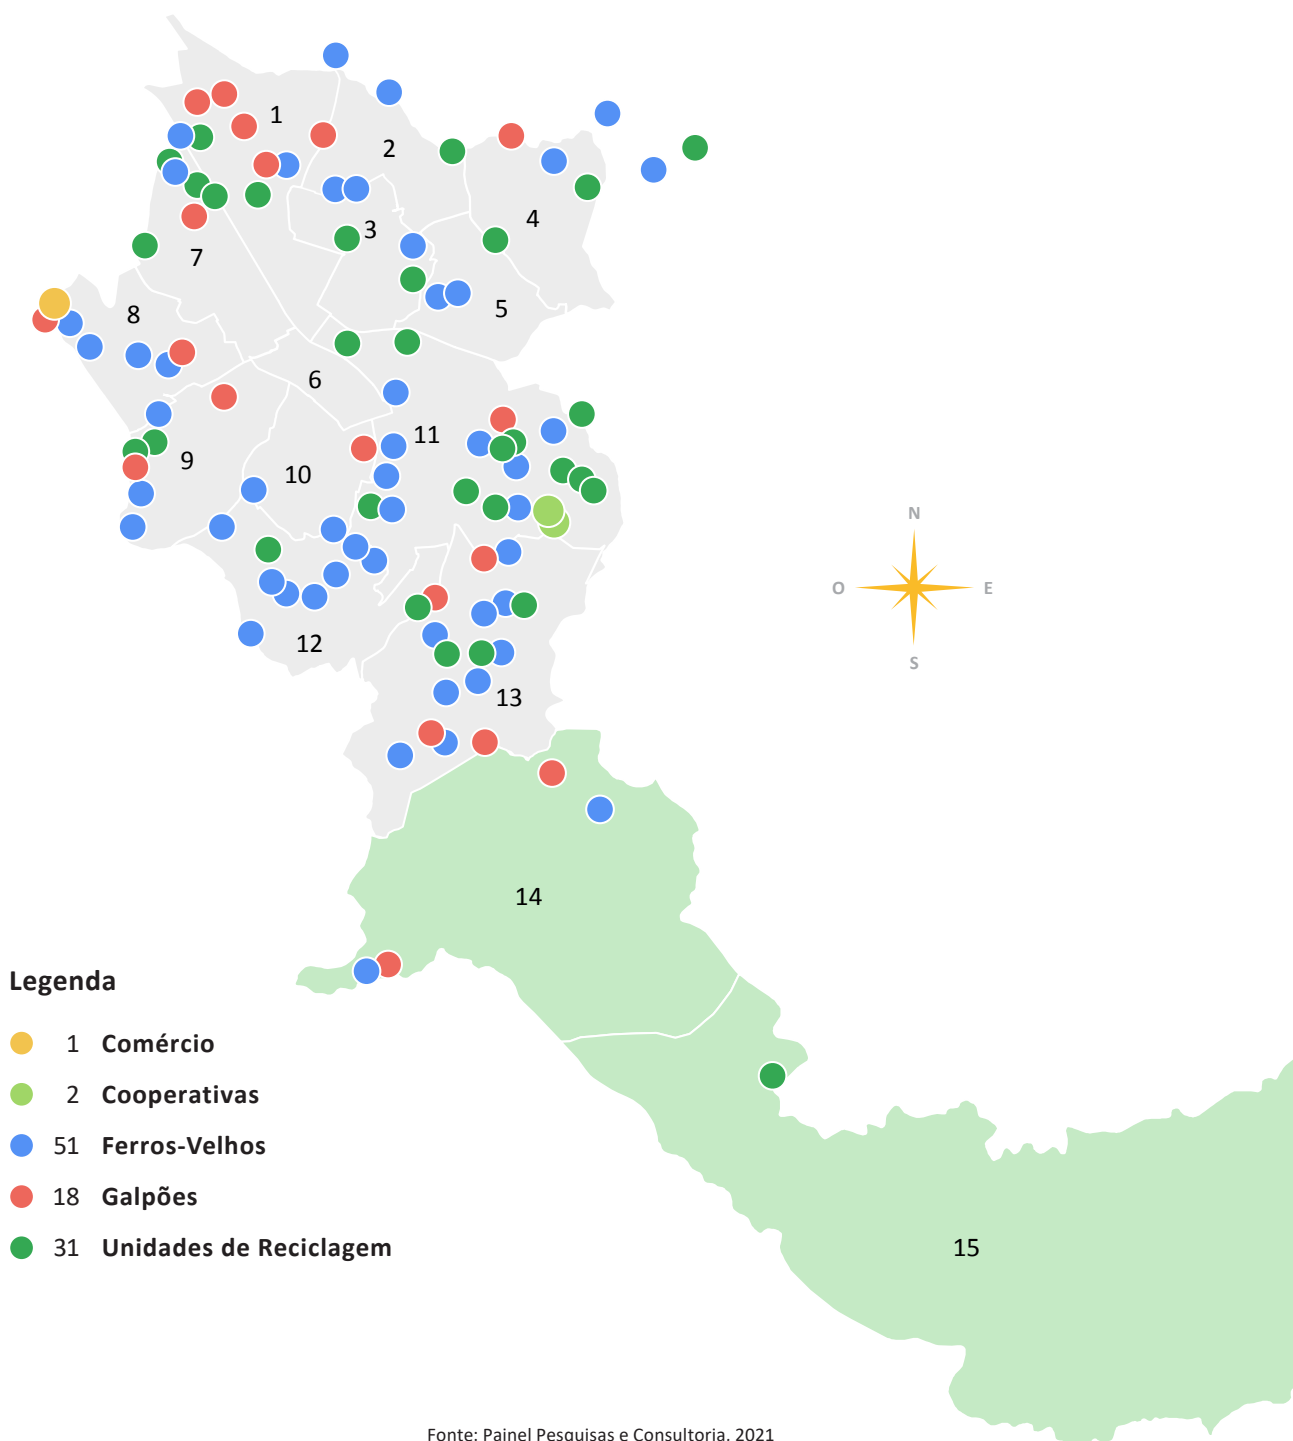 1
2
3
4
7
5
8
6
11
9
10
N
O E
S
12
13
14
Legenda
1 Comércio
2 Cooperativas
51 Ferros-Velhos
18 Galpões
31 Unidades de Reciclagem
15
Fonte: Painel Pesquisas e Consultoria. 2021